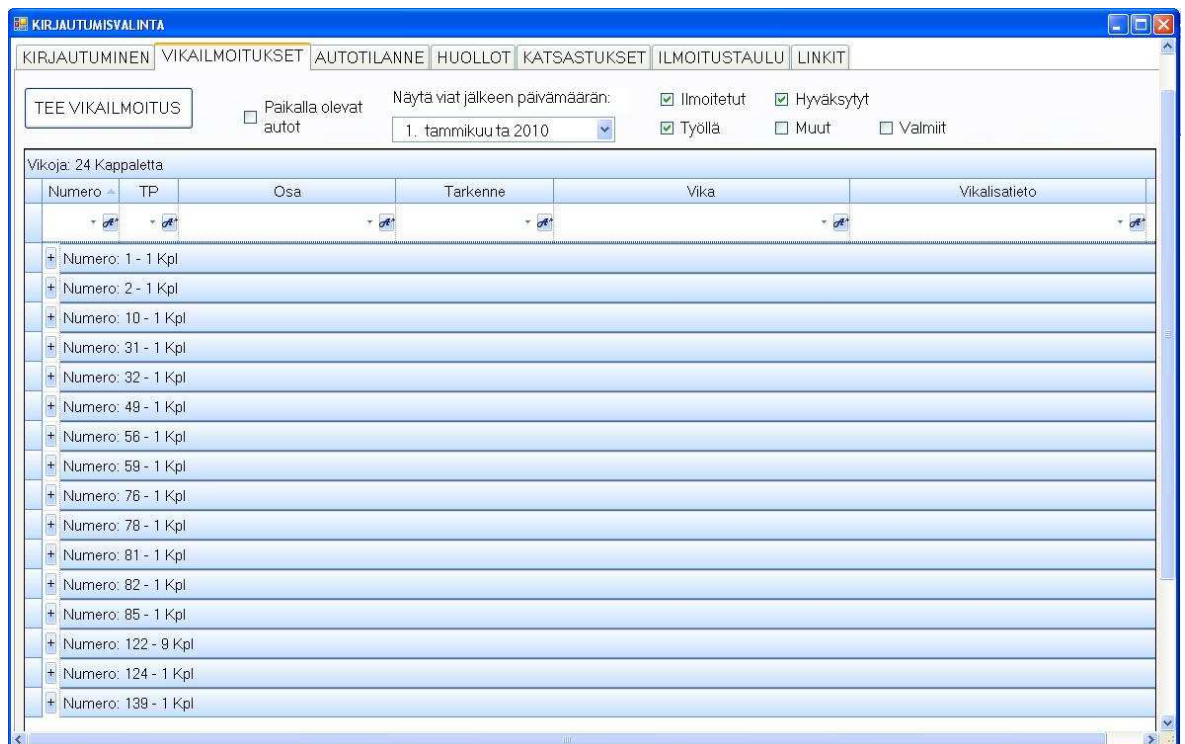 KIRJAUTUMISVALINTA
KIRJAUTUMINEN VIKAILMOITUKSET AUTOTILANNE HUOLLOT KATSASTUKSET ILMOITUSTAULU LINKIT
TEE VIKAILMOITUS
Paikalla olevat
autot
Näytä viat jälkeen päivämäärän:
1. tammikuu ta 2010
Ilmoitetut Hyväksytyt
Työllä Muut Valmiit
Vikoja: 24 Kappaletta
Numero TP Osa Tarkenne Vika Vikalisatieto
Numero: 1 - 1 Kpl
Numero: 2 - 1 Kpl
Numero: 10 - 1 Kpl
Numero: 31 - 1 Kpl
Numero: 32 - 1 Kpl
Numero: 49 - 1 Kpl
Numero: 56 - 1 Kpl
Numero: 59 - 1 Kpl
Numero: 76 - 1 Kpl
Numero: 78 - 1 Kpl
Numero: 81 - 1 Kpl
Numero: 82 - 1 Kpl
Numero: 85 - 1 Kpl
Numero: 122 - 9 Kpl
Numero: 124 - 1 Kpl
Numero: 139 - 1 Kpl